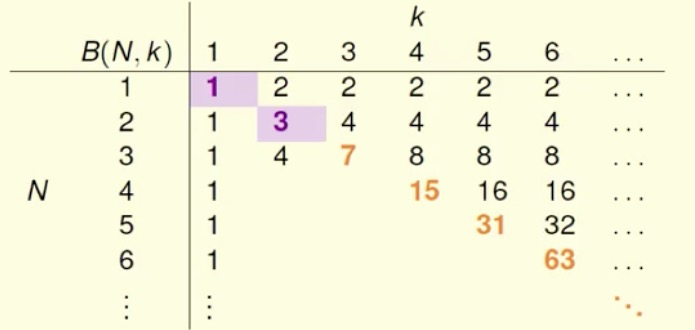 k
B(N, k) 1 2 3 4 5 6 ...
1 1 2 2 2 2 2 ...
2 1 3 4 4 4 4 ...
3 1 4 7 8 8 8 ...
N 4 1 15 16 16 ...
5 1 31 32 ...
6 1 63 ...
⋮ ⋮ ⋱